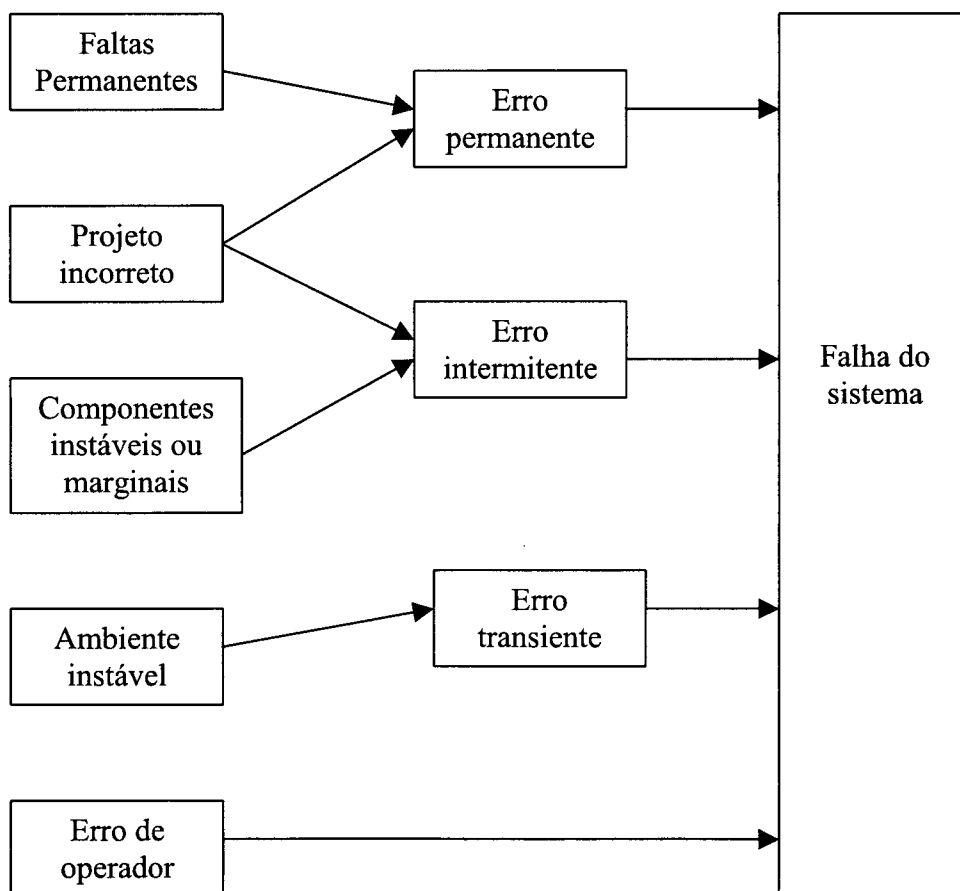 Faltas
Permanentes
Erro
permanente
Projeto
incorreto
Erro
intermitente
Falha do
sistema
Componentes
instáveis ou
marginais
Erro
transiente
Ambiente
instável
Erro de
operador